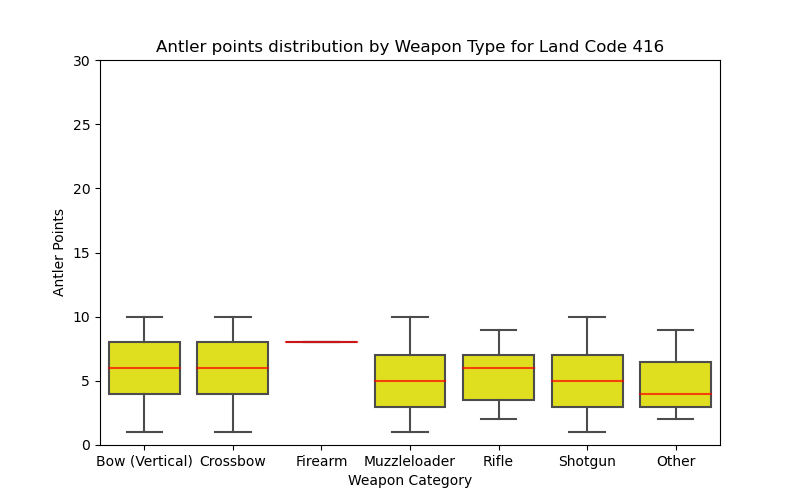 Antler points distribution by Weapon Type for Land Code 416
30
25
20
15
10
5
0
Antler Points
Bow (Vertical) Crossbow Firearm Muzzleloader Rifle Shotgun Other
Weapon Category